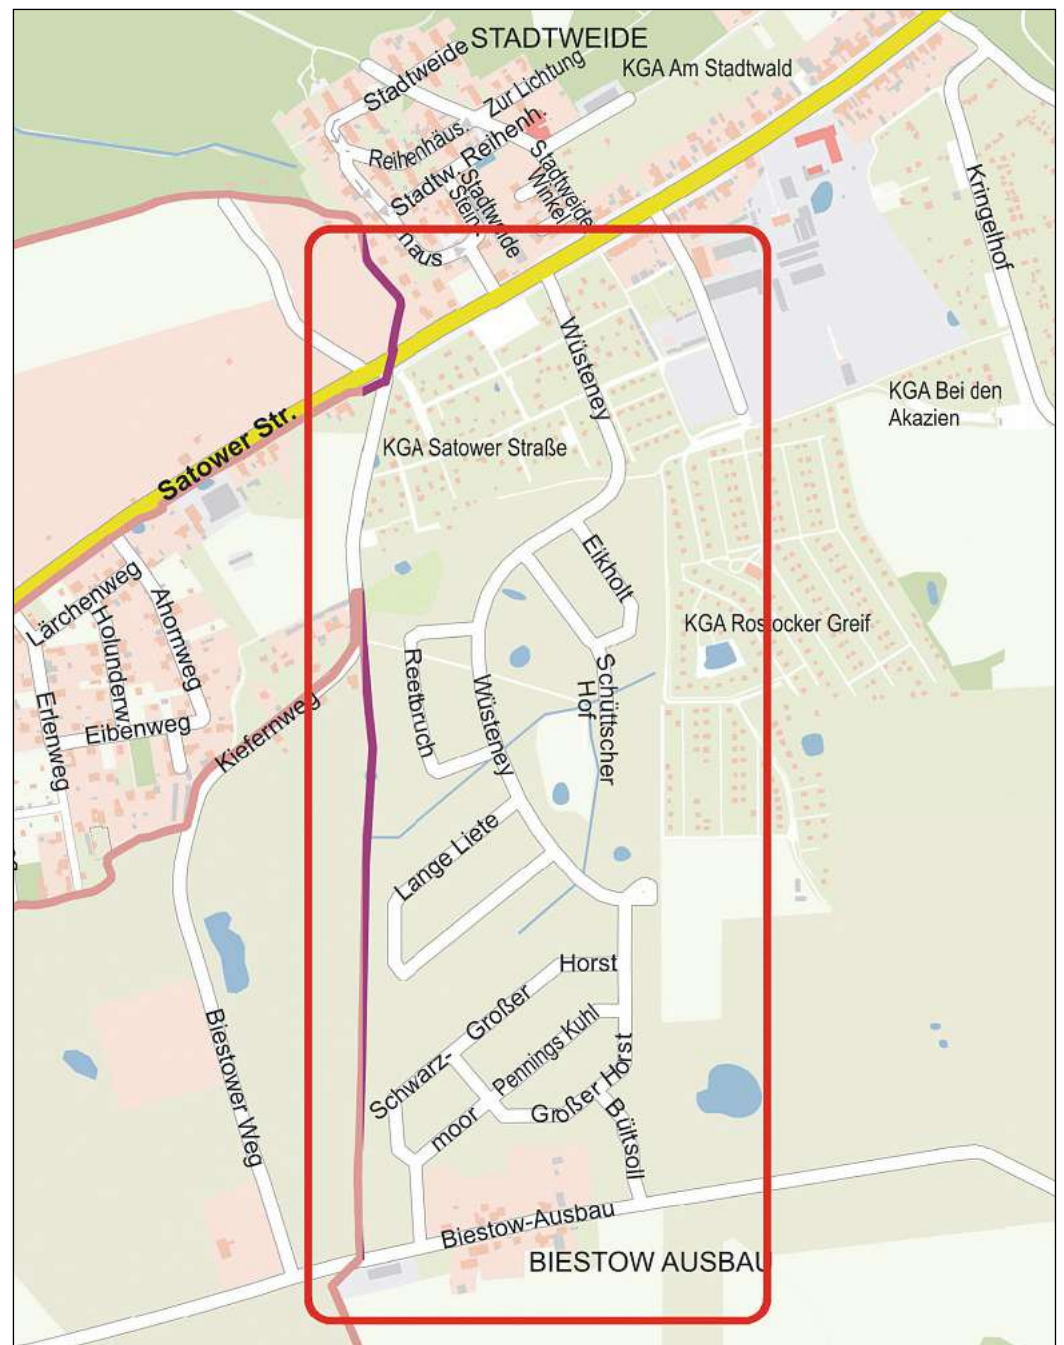 STADTWEIDE
Stadtweide
Zur Lichtung
KGA Am Stadtwald
Reihenhäus.
Stadtw. Reihenh.
Stadtweide
Winkel
Stadtweide
Stein-
haus
Kringelhof
Wüsteney
KGA Bei den
Akazien
Satower Str.
KGA Satower Straße
Eikholt
Lärchenweg
Holunderw.
Ahornweg
KGA Rostocker Greif
Erlenweg
Eibenweg
Kiefernweg
Reetbruch
Wüsteney
Schüttscher
Hof
Lange Liete
Horst
Großer
Schwarz-
moor
Pennings Kuhl
Großer Horst
Bültsoll
Biestower Weg
Biestow-Ausbau
BIESTOW AUSBAU